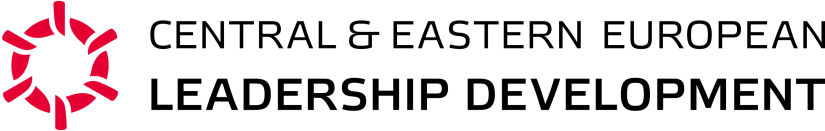 CENTRAL & EASTERN EUROPEAN
LEADERSHIP DEVELOPMENT